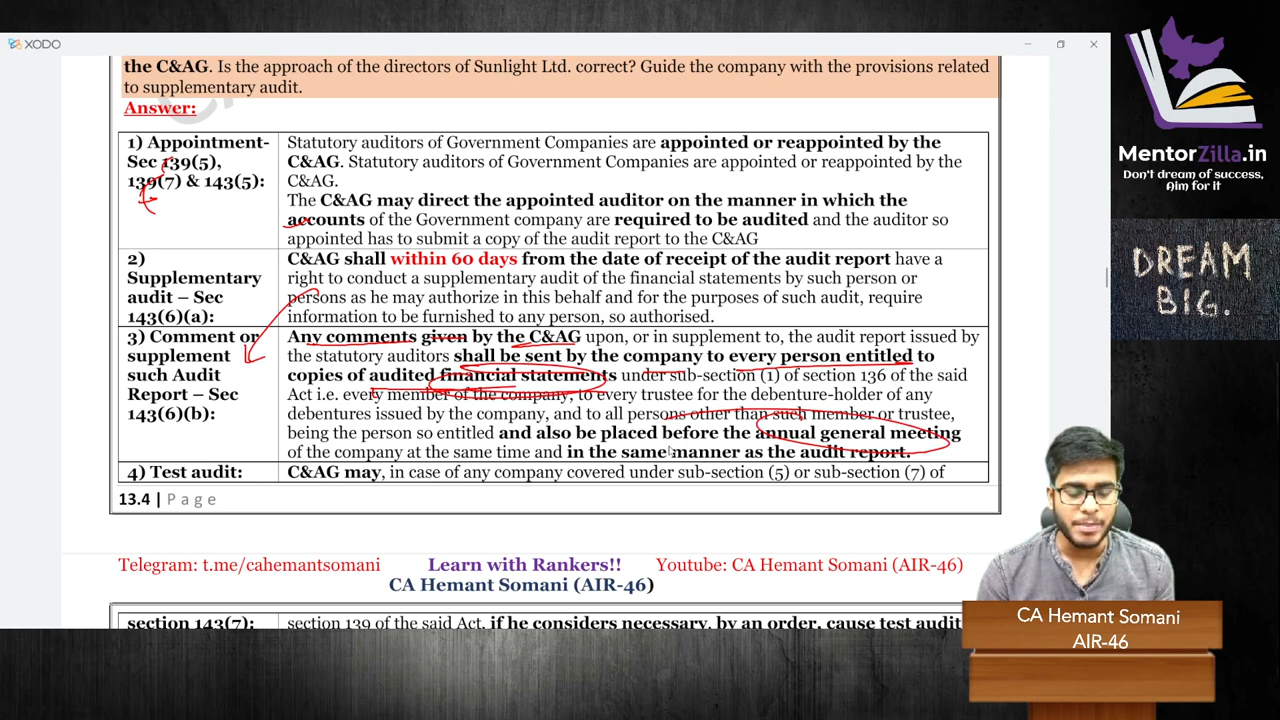 XODO
the C&AG. Is the approach of the directors of Sunlight Ltd. correct? Guide the company with the provisions related
to supplementary audit.
Answer:
1) Appointment-
Sec 139(5),
139(7) & 143(5):
Statutory auditors of Government Companies are appointed or reappointed by the
C&AG. Statutory auditors of Government Companies are appointed or reappointed by the
C&AG.
The C&AG may direct the appointed auditor on the manner in which the
accounts of the Government company are required to be audited and the auditor so
appointed has to submit a copy of the audit report to the C&AG
2)
Supplementary
audit – Sec
143(6)(a):
C&AG shall within 60 days from the date of receipt of the audit report have a
right to conduct a supplementary audit of the financial statements by such person or
persons as he may authorize in this behalf and for the purposes of such audit, require
information to be furnished to any person, so authorised.
3) Comment or
supplement
such Audit
Report – Sec
143(6)(b):
Any comments given by the C&AG upon, or in supplement to, the audit report issued by
the statutory auditors shall be sent by the company to every person entitled to
copies of audited financial statements under sub-section (1) of section 136 of the said
Act i.e. every member of the company, to every trustee for the debenture-holder of any
debentures issued by the company, and to all persons other than such member or trustee,
being the person so entitled and also be placed before the annual general meeting
of the company at the same time and in the same manner as the audit report.
4) Test audit:
C&AG may, in case of any company covered under sub-section (5) or sub-section (7) of
13.4 | Page
Telegram: t.me/cahemantsomani
Learn with Rankers!!
Youtube: CA Hemant Somani (AIR-46)
CA Hemant Somani (AIR-46)
section 143(7):
section 139 of the said Act, if he considers necessary, by an order, cause test audit
MentorZilla.in
Don't dream of success,
Aim for it
DREAM
BIG.
CA Hemant Somani
AIR-46